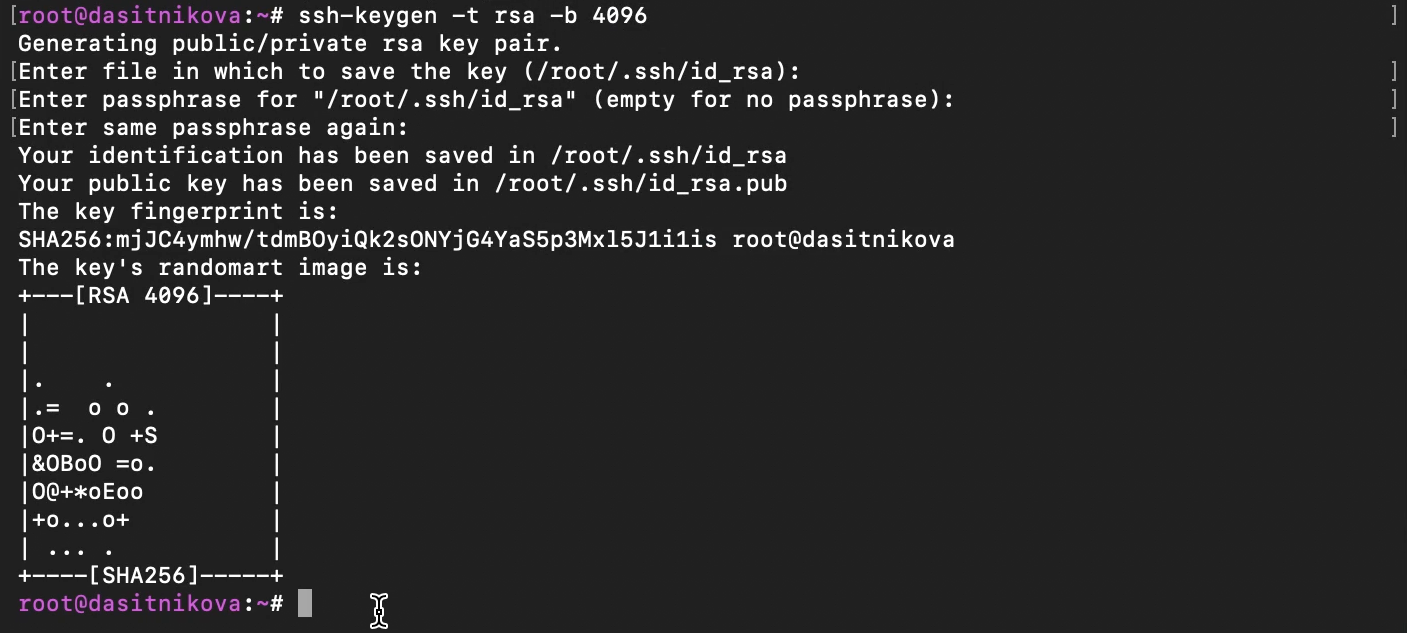 [root@dasitnikova:~# ssh-keygen -t rsa -b 4096 ]
Generating public/private rsa key pair.
[Enter file in which to save the key (/root/.ssh/id_rsa): ]
[Enter passphrase for "/root/.ssh/id_rsa" (empty for no passphrase): ]
[Enter same passphrase again: ]
Your identification has been saved in /root/.ssh/id_rsa
Your public key has been saved in /root/.ssh/id_rsa.pub
The key fingerprint is:
SHA256:mjJC4ymhw/tdmBOyiQk2sONYjG4YaS5p3Mxl5J1i1is root@dasitnikova
The key's randomart image is:
+---[RSA 4096]----+
|                 |
|                 |
|.    .           |
|.=  o o .        |
|O+=. O +S        |
|&OBoO =o.        |
|O@+*oEoo         |
|+o...o+          |
| ... .           |
+----[SHA256]-----+
root@dasitnikova:~#